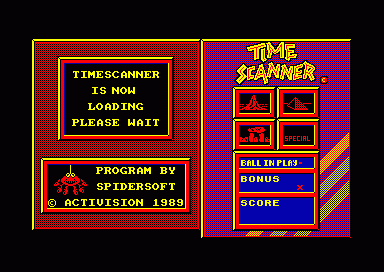 TIMESCANNER
IS NOW
LOADING
PLEASE WAIT
PROGRAM BY
SPIDERSOFT
© ACTIVISION 1989
TIME
SCANNER
©
SPECIAL
BALL IN PLAY-
BONUS
X
SCORE